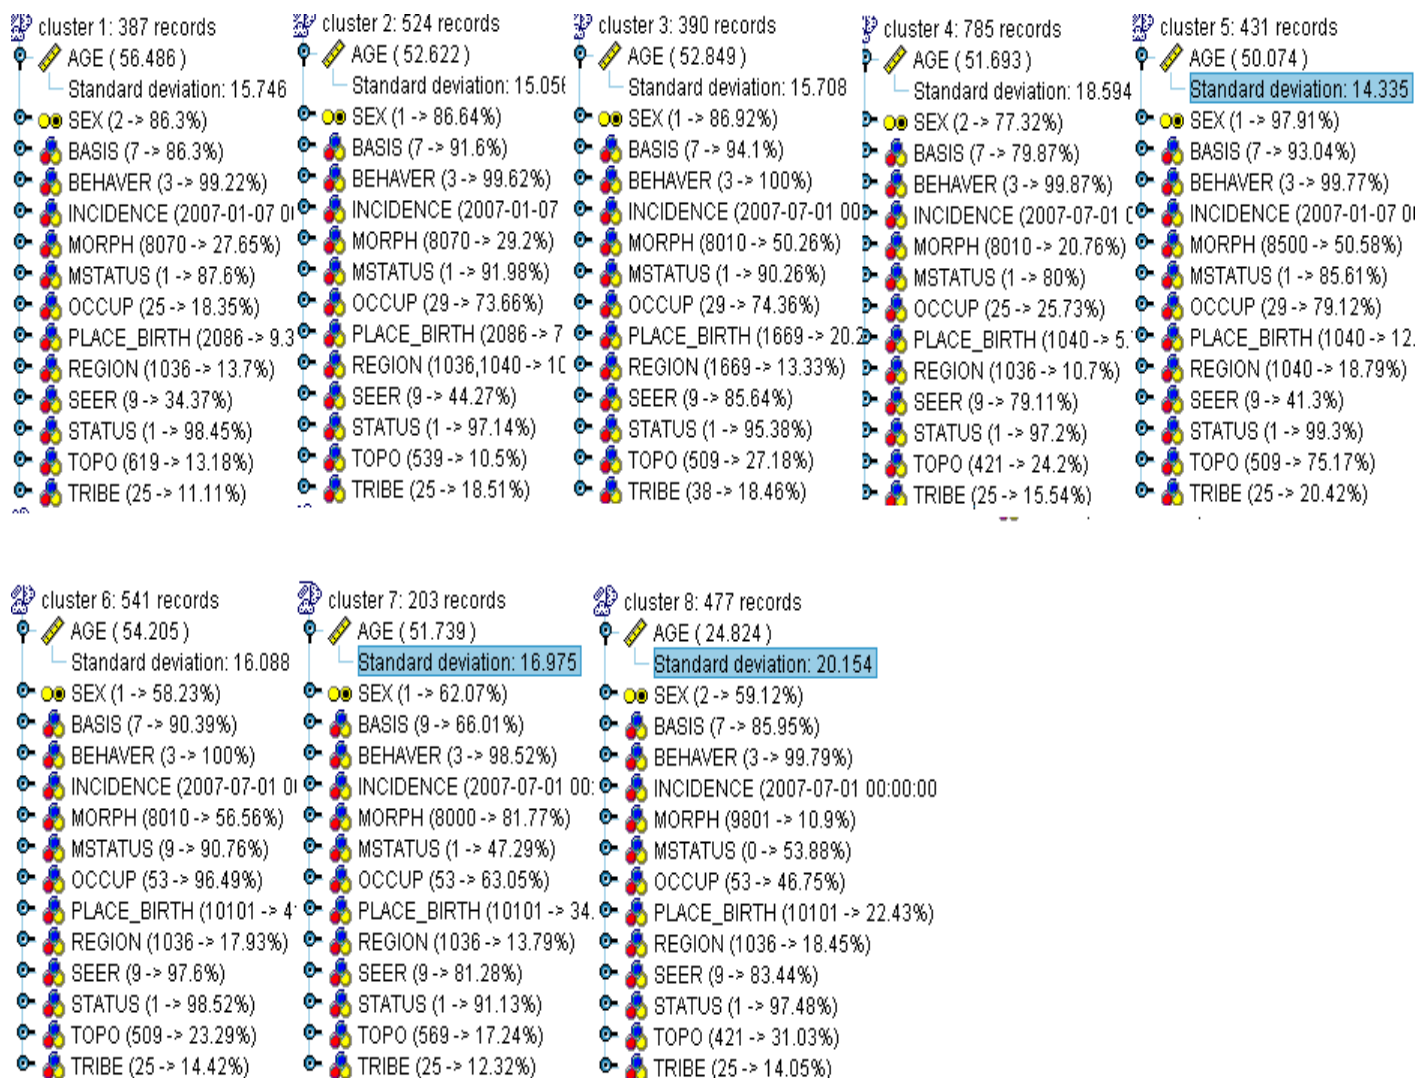 cluster 1: 387 records
AGE ( 56.486 )
Standard deviation: 15.746
SEX (2 -> 86.3%)
BASIS (7 -> 86.3%)
BEHAVER (3 -> 99.22%)
INCIDENCE (2007-01-07 0
MORPH (8070 -> 27.65%)
MSTATUS (1 -> 87.6%)
OCCUP (25 -> 18.35%)
PLACE_BIRTH (2086 -> 9.3
REGION (1036 -> 13.7%)
SEER (9 -> 34.37%)
STATUS (1 -> 98.45%)
TOPO (619 -> 13.18%)
TRIBE (25 -> 11.11%)
cluster 2: 524 records
AGE ( 52.622 )
Standard deviation: 15.056
SEX (1 -> 86.64%)
BASIS (7 -> 91.6%)
BEHAVER (3 -> 99.62%)
INCIDENCE (2007-01-07
MORPH (8070 -> 29.2%)
MSTATUS (1 -> 91.98%)
OCCUP (29 -> 73.66%)
PLACE_BIRTH (2086 -> 7
REGION (1036,1040 -> 10
SEER (9 -> 44.27%)
STATUS (1 -> 97.14%)
TOPO (539 -> 10.5%)
TRIBE (25 -> 18.51%)
cluster 3: 390 records
AGE ( 52.849 )
Standard deviation: 15.708
SEX (1 -> 86.92%)
BASIS (7 -> 94.1%)
BEHAVER (3 -> 100%)
INCIDENCE (2007-07-01 00
MORPH (8010 -> 50.26%)
MSTATUS (1 -> 90.26%)
OCCUP (29 -> 74.36%)
PLACE_BIRTH (1669 -> 20.2
REGION (1669 -> 13.33%)
SEER (9 -> 85.64%)
STATUS (1 -> 95.38%)
TOPO (509 -> 27.18%)
TRIBE (38 -> 18.46%)
cluster 4: 785 records
AGE ( 51.693 )
Standard deviation: 18.594
SEX (2 -> 77.32%)
BASIS (7 -> 79.87%)
BEHAVER (3 -> 99.87%)
INCIDENCE (2007-07-01 0
MORPH (8010 -> 20.76%)
MSTATUS (1 -> 80%)
OCCUP (25 -> 25.73%)
PLACE_BIRTH (1040 -> 5.
REGION (1036 -> 10.7%)
SEER (9 -> 79.11%)
STATUS (1 -> 97.2%)
TOPO (421 -> 24.2%)
TRIBE (25 -> 15.54%)
cluster 5: 431 records
AGE ( 50.074 )
Standard deviation: 14.335
SEX (1 -> 97.91%)
BASIS (7 -> 93.04%)
BEHAVER (3 -> 99.77%)
INCIDENCE (2007-01-07 0
MORPH (8500 -> 50.58%)
MSTATUS (1 -> 85.61%)
OCCUP (29 -> 79.12%)
PLACE_BIRTH (1040 -> 12.
REGION (1040 -> 18.79%)
SEER (9 -> 41.3%)
STATUS (1 -> 99.3%)
TOPO (509 -> 75.17%)
TRIBE (25 -> 20.42%)
cluster 6: 541 records
AGE ( 54.205 )
Standard deviation: 16.088
SEX (1 -> 58.23%)
BASIS (7 -> 90.39%)
BEHAVER (3 -> 100%)
INCIDENCE (2007-07-01 0
MORPH (8010 -> 56.56%)
MSTATUS (9 -> 90.76%)
OCCUP (53 -> 96.49%)
PLACE_BIRTH (10101 -> 4
REGION (1036 -> 17.93%)
SEER (9 -> 97.6%)
STATUS (1 -> 98.52%)
TOPO (509 -> 23.29%)
TRIBE (25 -> 14.42%)
cluster 7: 203 records
AGE ( 51.739 )
Standard deviation: 16.975
SEX (1 -> 62.07%)
BASIS (9 -> 66.01%)
BEHAVER (3 -> 98.52%)
INCIDENCE (2007-07-01 00:
MORPH (8000 -> 81.77%)
MSTATUS (1 -> 47.29%)
OCCUP (53 -> 63.05%)
PLACE_BIRTH (10101 -> 34.
REGION (1036 -> 13.79%)
SEER (9 -> 81.28%)
STATUS (1 -> 91.13%)
TOPO (569 -> 17.24%)
TRIBE (25 -> 12.32%)
cluster 8: 477 records
AGE ( 24.824 )
Standard deviation: 20.154
SEX (2 -> 59.12%)
BASIS (7 -> 85.95%)
BEHAVER (3 -> 99.79%)
INCIDENCE (2007-07-01 00:00:00
MORPH (9801 -> 10.9%)
MSTATUS (0 -> 53.88%)
OCCUP (53 -> 46.75%)
PLACE_BIRTH (10101 -> 22.43%)
REGION (1036 -> 18.45%)
SEER (9 -> 83.44%)
STATUS (1 -> 97.48%)
TOPO (421 -> 31.03%)
TRIBE (25 -> 14.05%)